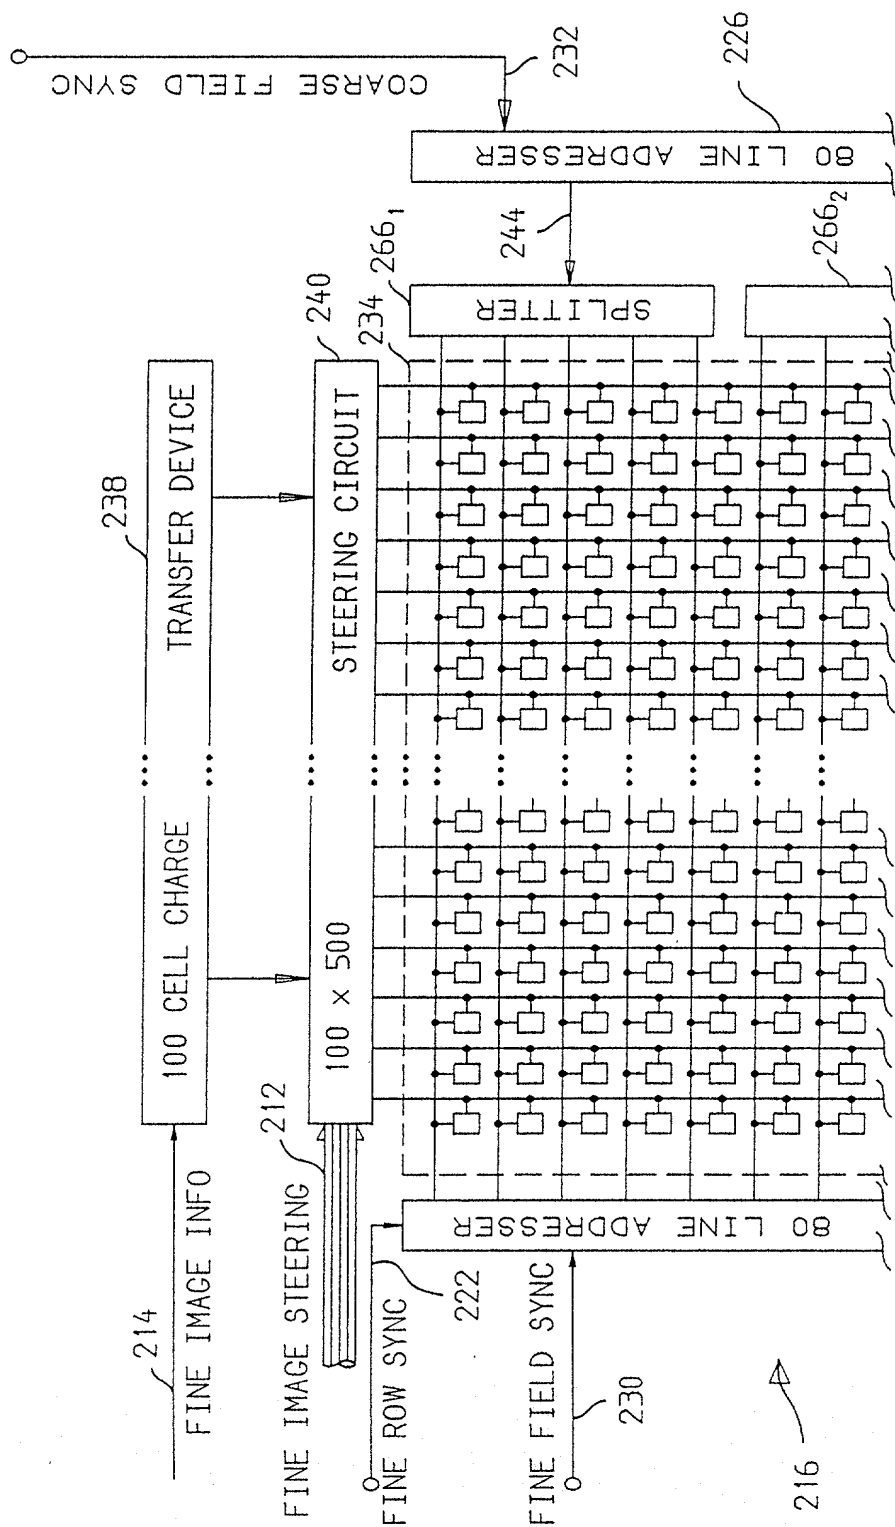 214
FINE IMAGE INFO
238
100 CELL CHARGE ... TRANSFER DEVICE
FINE IMAGE STEERING
212
240
100 x 500 ... STEERING CIRCUIT
FINE ROW SYNC
222
234
FINE FIELD SYNC
230
80 LINE ADDRESSER
266₁
SPLITTER
266₂
244
80 LINE ADDRESSER
226
232
COARSE FIELD SYNC
216